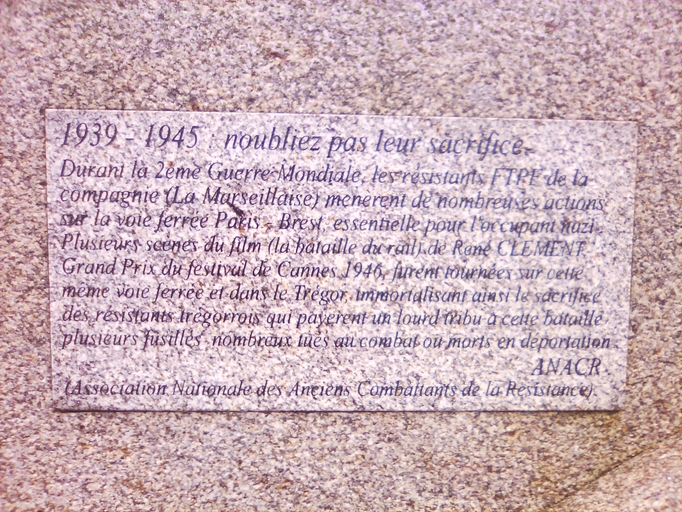 1939 - 1945 : noubliez pas leur sacrifice.
Durant la 2ème Guerre Mondiale, les résistants FTPF de la
compagnie (La Marseillaise) menerent de nombreuses actions
sur la voie ferrée Paris - Brest, essentielle pour l'occupant nazi.
Plusieurs scènes du film (la bataille du rail) de René CLEMENT
Grand Prix du festival de Cannes 1946, furent tournées sur cette
même voie ferrée et dans le Trégor, immortalisant ainsi le sacrifice
des résistants trégorrois qui payèrent un lourd tribu à cette bataille
plusieurs fusillés, nombreux tués au combat ou morts en déportation.
ANACR.
(Association Nationale des Anciens Combattants de la Résistance).